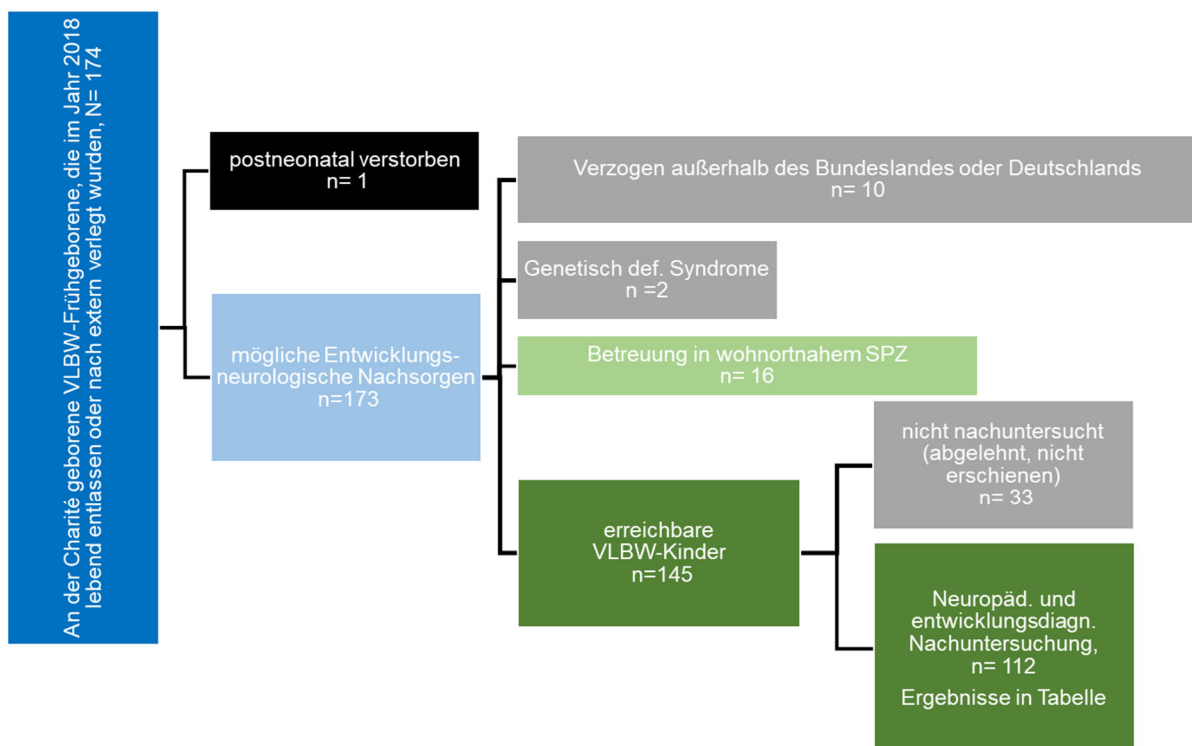 An der Charité geborene VLBW-Frühgeborene, die im Jahr 2018
lebend entlassen oder nach extern verlegt wurden, N= 174
postneonatal verstorben
n= 1
mögliche Entwicklungs-
neurologische Nachsorgen
n=173
Verzogen außerhalb des Bundeslandes oder Deutschlands
n= 10
Genetisch def. Syndrome
n =2
Betreuung in wohnortnahem SPZ
n= 16
erreichbare
VLBW-Kinder
n=145
nicht nachuntersucht
(abgelehnt, nicht
erschienen)
n= 33
Neuropäd. und
entwicklungsdiagn.
Nachuntersuchung,
n= 112
Ergebnisse in Tabelle